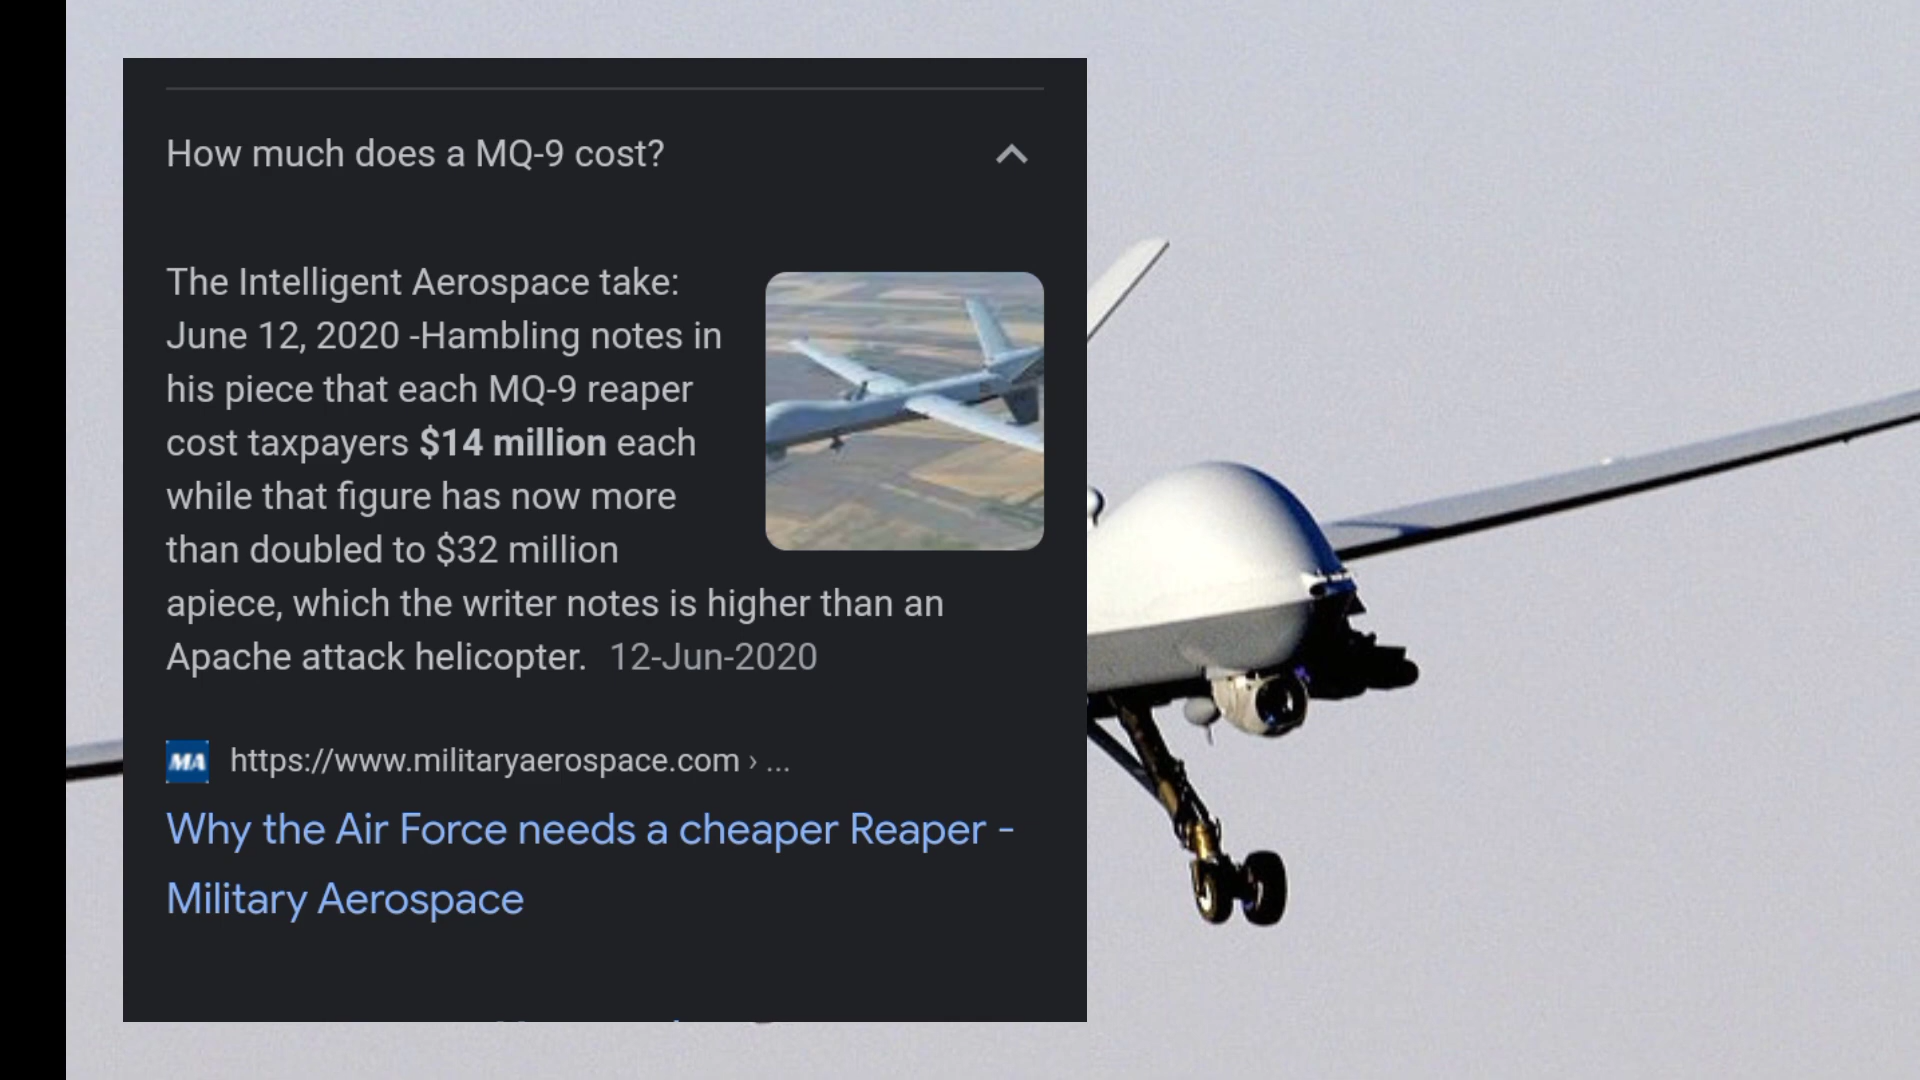 How much does a MQ-9 cost?
The Intelligent Aerospace take:
June 12, 2020 -Hambling notes in
his piece that each MQ-9 reaper
cost taxpayers $14 million each
while that figure has now more
than doubled to $32 million
apiece, which the writer notes is higher than an
Apache attack helicopter. 12-Jun-2020
MA https://www.militaryaerospace.com › ...
Why the Air Force needs a cheaper Reaper -
Military Aerospace